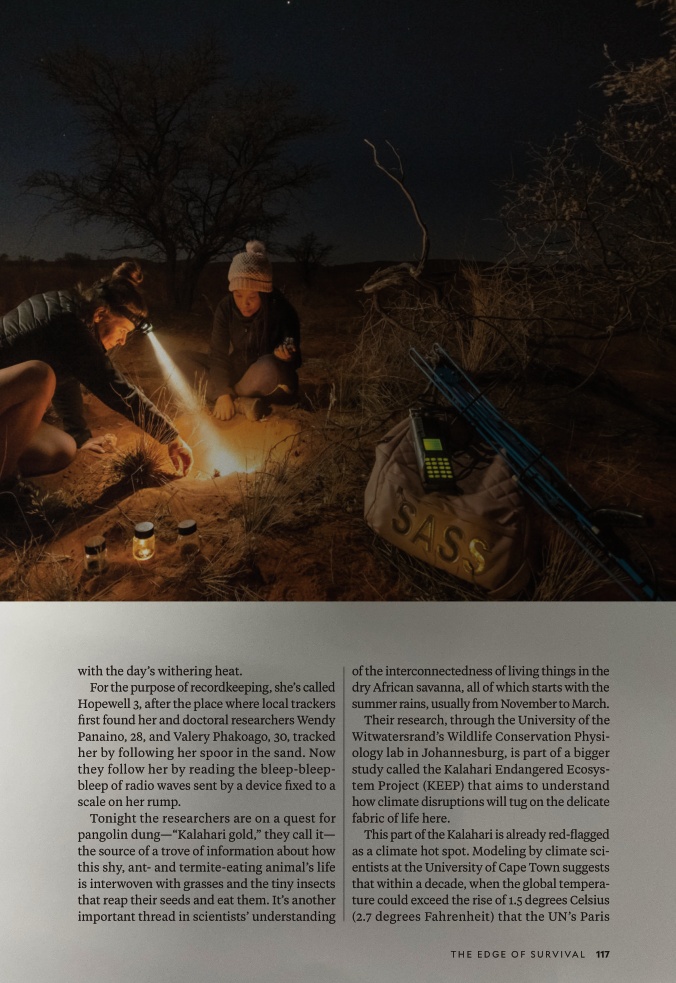 SASS
with the day's withering heat.
For the purpose of recordkeeping, she's called
Hopewell 3, after the place where local trackers
first found her and doctoral researchers Wendy
Panaino, 28, and Valery Phakoago, 30, tracked
her by following her spoor in the sand. Now
they follow her by reading the bleep-bleep-
bleep of radio waves sent by a device fixed to a
scale on her rump.
Tonight the researchers are on a quest for
pangolin dung—“Kalahari gold,” they call it—
the source of a trove of information about how
this shy, ant- and termite-eating animal's life
is interwoven with grasses and the tiny insects
that reap their seeds and eat them. It's another
important thread in scientists' understanding
of the interconnectedness of living things in the
dry African savanna, all of which starts with the
summer rains, usually from November to March.
Their research, through the University of the
Witwatersrand's Wildlife Conservation Physi-
ology lab in Johannesburg, is part of a bigger
study called the Kalahari Endangered Ecosys-
tem Project (KEEP) that aims to understand
how climate disruptions will tug on the delicate
fabric of life here.
This part of the Kalahari is already red-flagged
as a climate hot spot. Modeling by climate sci-
entists at the University of Cape Town suggests
that within a decade, when the global tempera-
ture could exceed the rise of 1.5 degrees Celsius
(2.7 degrees Fahrenheit) that the UN's Paris
THE EDGE OF SURVIVAL 117